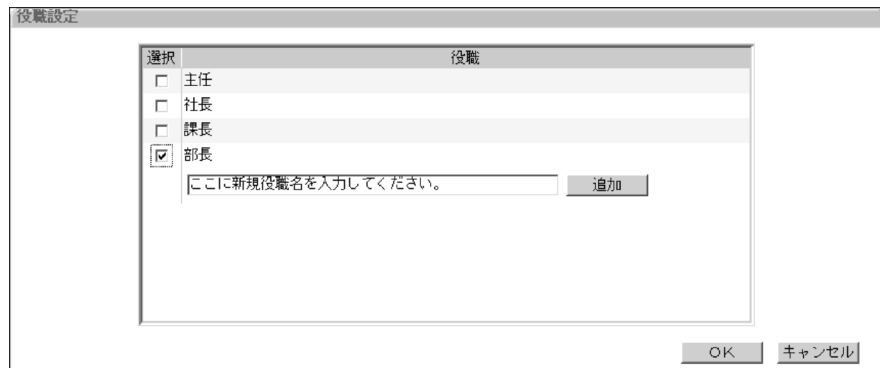 役職設定
選択 役職
主任
社長
課長
部長
ここに新規役職名を入力してください。 追加
OK キャンセル